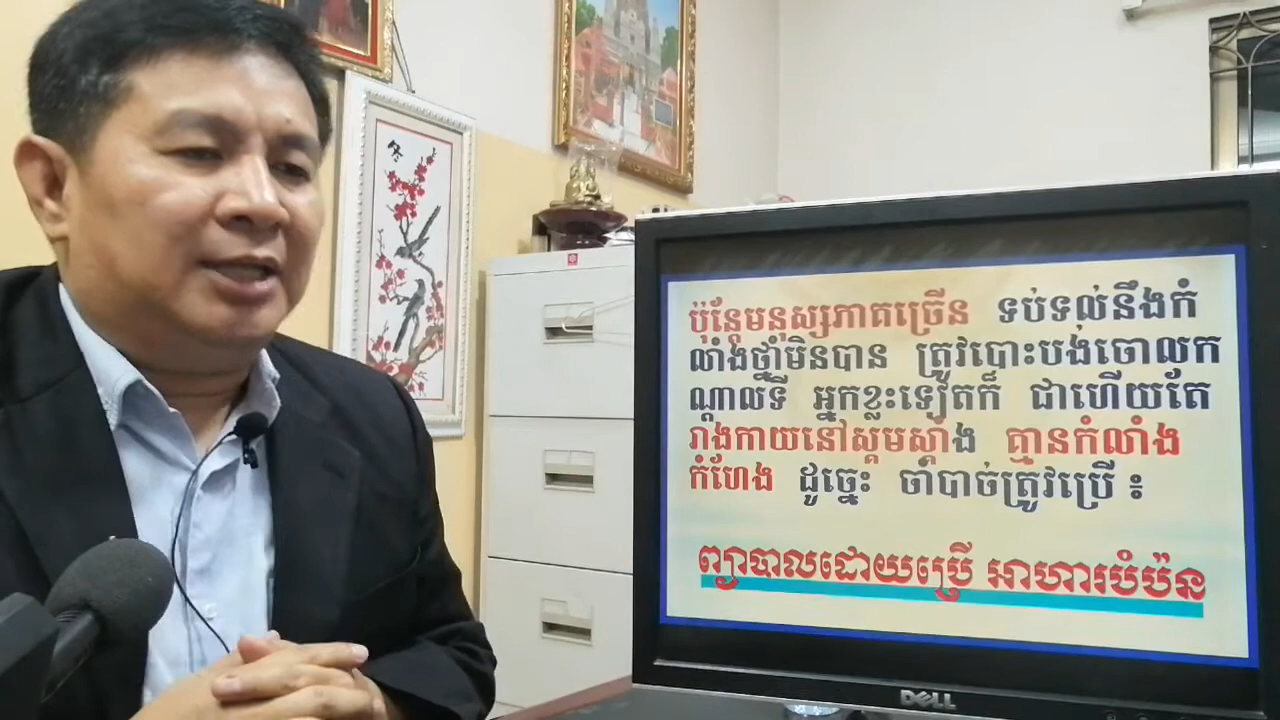 冬
ប៉ុន្តែមនុស្សភាគច្រើន ទប់ទល់នឹងកំ
លាំងថ្នាំមិនបាន ត្រូវបោះបង់ចោលក
ណ្តាលទី អ្នកខ្លះទៀតក៏ ជាហើយតែ
រាងកាយនៅស្គមស្គាំង គ្មានកំលាំង
កំហែង ដូច្នេះ ចាំបាច់ត្រូវប្រើ ៖
ព្យាបាលដោយប្រើ អាហារបំប៉ន
DELL